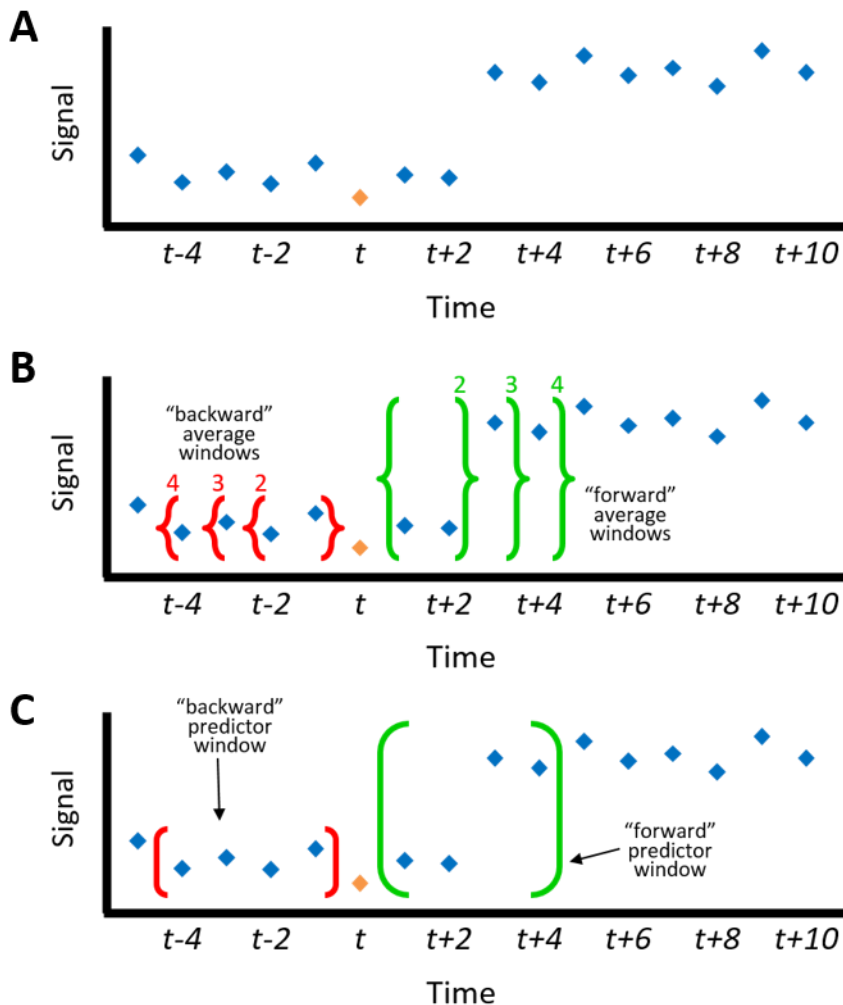 A
Signal
t-4 t-2 t t+2 t+4 t+6 t+8 t+10
Time
B
Signal
“backward”
average
windows
4 3 2
2 3 4
“forward”
average
windows
t-4 t-2 t t+2 t+4 t+6 t+8 t+10
Time
C
Signal
“backward”
predictor
window
“forward”
predictor
window
t-4 t-2 t t+2 t+4 t+6 t+8 t+10
Time